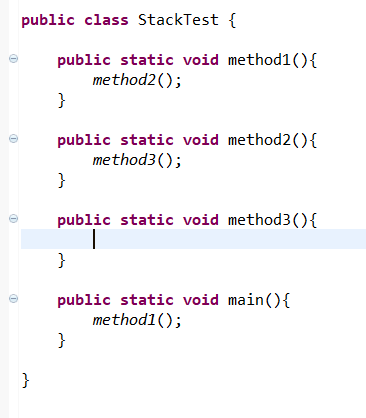 public class StackTest {
public static void method1(){
method2();
}
public static void method2(){
method3();
}
public static void method3(){
}
public static void main(){
method1();
}
}